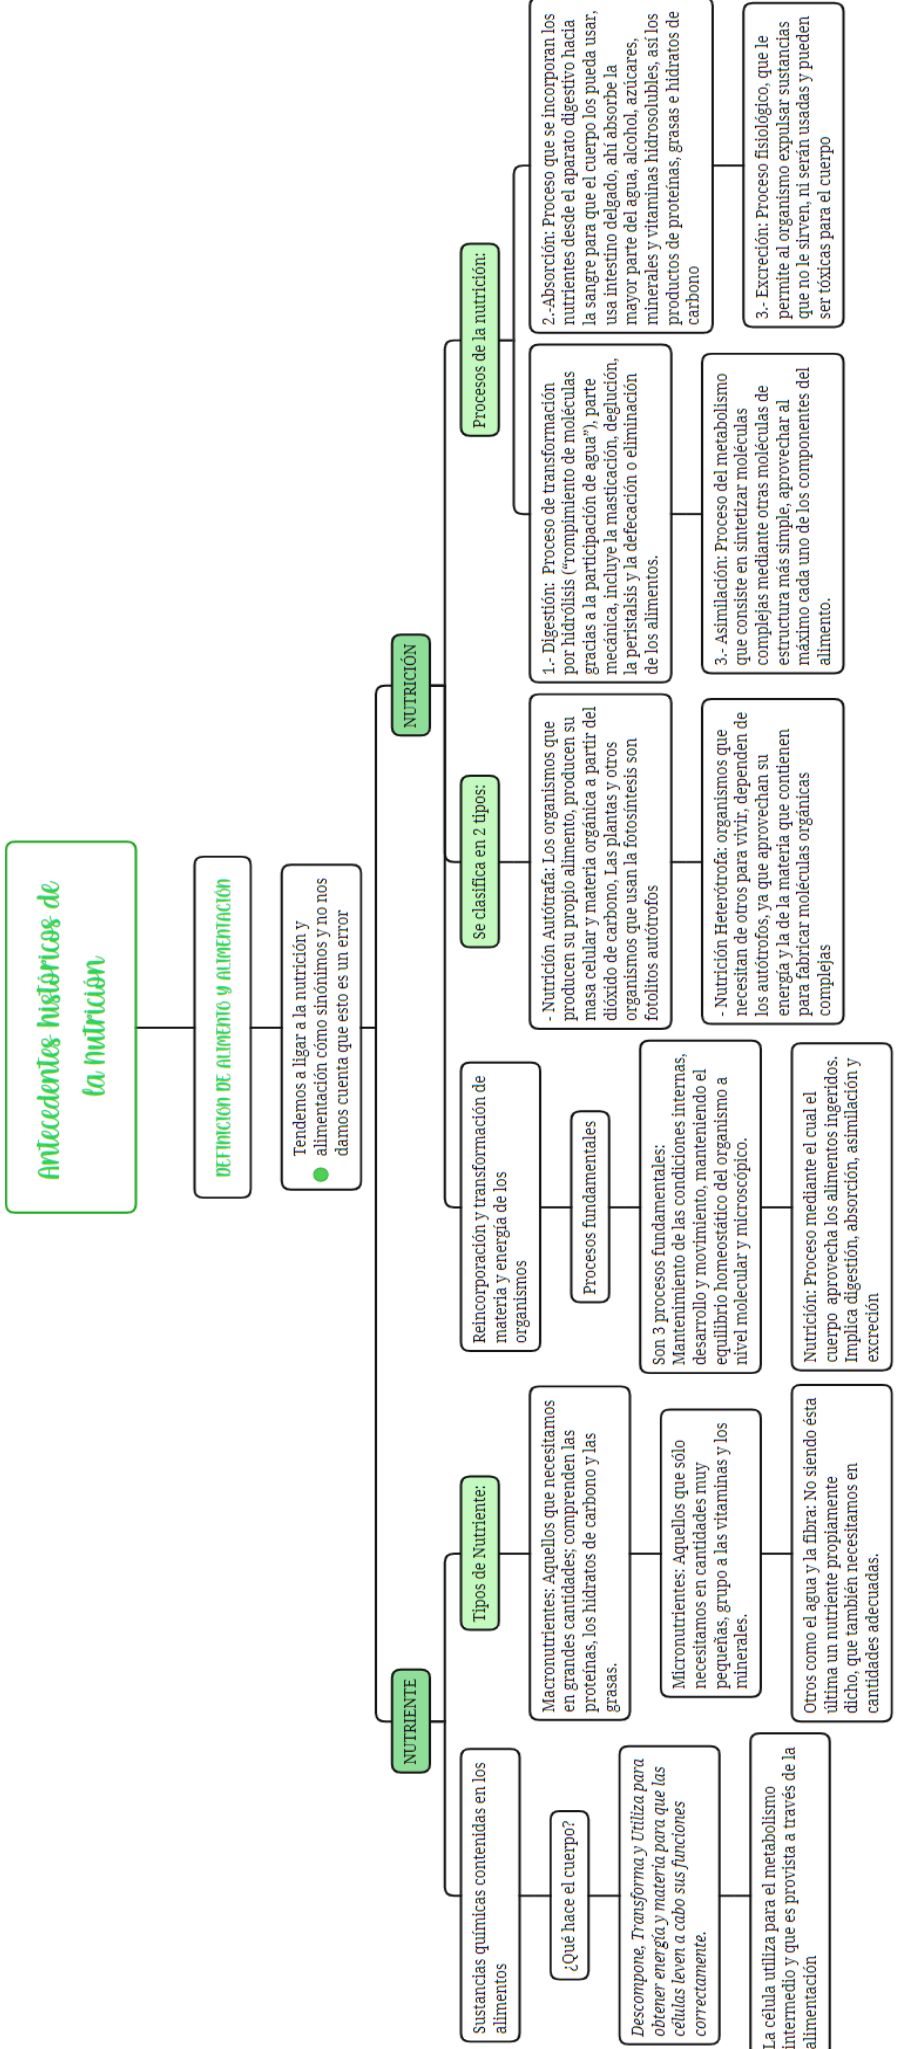 Antecedentes históricos de
la nutrición
DEFINICIÓN DE ALIMENTO Y ALIMENTACIÓN
Tendemos a ligar a la nutrición y
alimentación cómo sinónimos y no nos
damos cuenta que esto es un error
NUTRIENTE
Sustancias químicas contenidas en los
alimentos
¿Qué hace el cuerpo?
Descompone, Transforma y Utiliza para
obtener energía y materia para que las
células leven a cabo sus funciones
correctamente.
La célula utiliza para el metabolismo
intermedio y que es provista a través de la
alimentación
Tipos de Nutriente:
Macronutrientes: Aquellos que necesitamos
en grandes cantidades; comprenden las
proteínas, los hidratos de carbono y las
grasas.
Micronutrientes: Aquellos que sólo
necesitamos en cantidades muy
pequeñas, grupo a las vitaminas y los
minerales.
Otros como el agua y la fibra: No siendo ésta
última un nutriente propiamente
dicho, que también necesitamos en
cantidades adecuadas.
NUTRICIÓN
Reincorporación y transformación de
materia y energía de los
organismos
Procesos fundamentales
Son 3 procesos fundamentales:
Mantenimiento de las condiciones internas,
desarrollo y movimiento, manteniendo el
equilibrio homeostático del organismo a
nivel molecular y microscópico.
Nutrición: Proceso mediante el cual el
cuerpo aprovecha los alimentos ingeridos.
Implica digestión, absorción, asimilación y
excreción
Se clasifica en 2 tipos:
- Nutrición Autótrafa: Los organismos que
producen su propio alimento, producen su
masa celular y materia orgánica a partir del
dióxido de carbono, Las plantas y otros
organismos que usan la fotosíntesis son
fotolitos autótrofos
- Nutrición Heterótrofa: organismos que
necesitan de otros para vivir, dependen de
los autótrofos, ya que aprovechan su
energía y la de la materia que contienen
para fabricar moléculas orgánicas
complejas
Procesos de la nutrición:
1.- Digestión: Proceso de transformación
por hidrólisis (“rompimiento de moléculas
gracias a la participación de agua”), parte
mecánica, incluye la masticación, deglución,
la peristalsis y la defecación o eliminación
de los alimentos.
3.- Asimilación: Proceso del metabolismo
que consiste en sintetizar moléculas
complejas mediante otras moléculas de
estructura más simple, aprovechar al
máximo cada uno de los componentes del
alimento.
2.-Absorción: Proceso que se incorporan los
nutrientes desde el aparato digestivo hacia
la sangre para que el cuerpo los pueda usar,
usa intestino delgado, ahí absorbe la
mayor parte del agua, alcohol, azúcares,
minerales y vitaminas hidrosolubles, así los
productos de proteínas, grasas e hidratos de
carbono
3.- Excreción: Proceso fisiológico, que le
permite al organismo expulsar sustancias
que no le sirven, ni serán usadas y pueden
ser tóxicas para el cuerpo